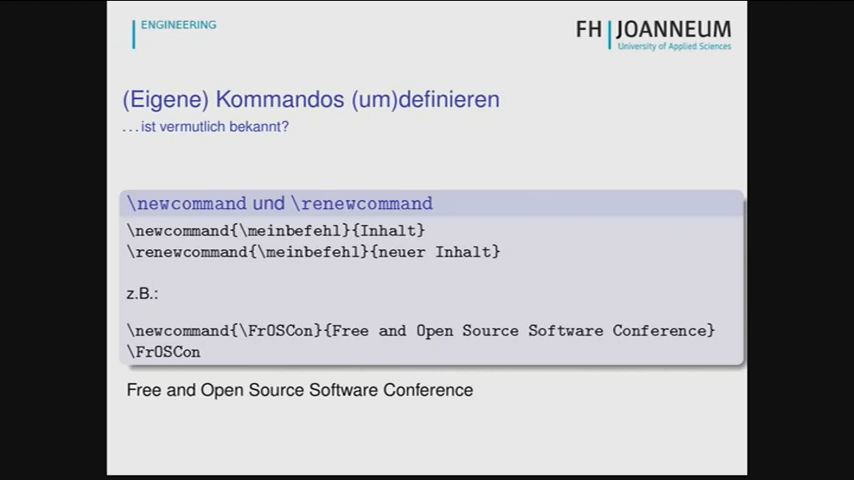 ENGINEERING
FH JOANNEUM
University of Applied Sciences
(Eigene) Kommandos (um)definieren
...ist vermutlich bekannt?
\newcommand und \renewcommand
\newcommand{\meinbefehl}{Inhalt}
\renewcommand{\meinbefehl}{neuer Inhalt}
z.B.:
\newcommand{\FrOSCon}{Free and Open Source Software Conference}
\FrOSCon
Free and Open Source Software Conference